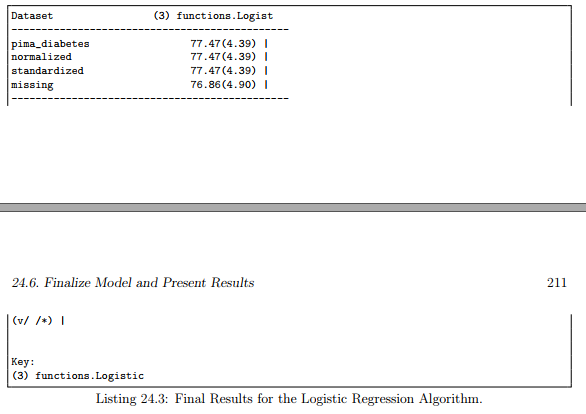 Dataset (3) functions.Logist
-----------------------------------------------
pima_diabetes 77.47(4.39) |
normalized 77.47(4.39) |
standardized 77.47(4.39) |
missing 76.86(4.90) |
-----------------------------------------------
24.6. Finalize Model and Present Results 211
(v/ /*) |
Key:
(3) functions.Logistic
Listing 24.3: Final Results for the Logistic Regression Algorithm.